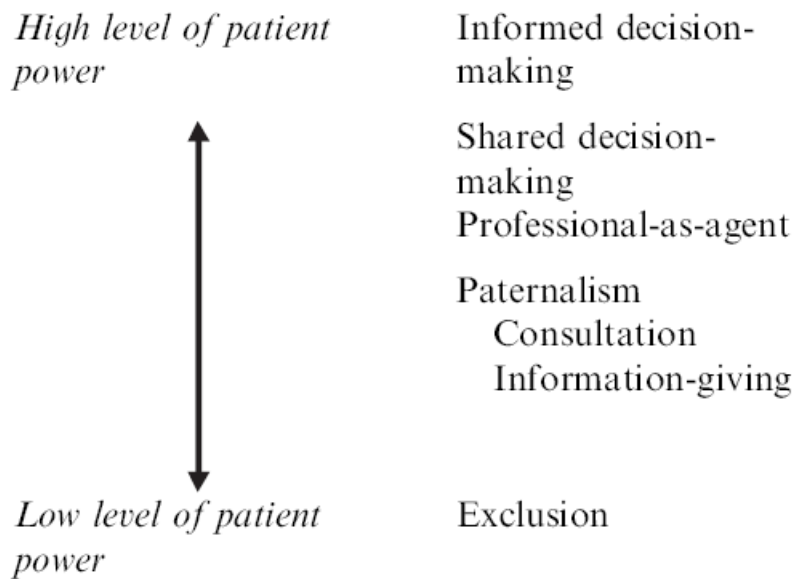 High level of patient
power
Informed decision-
making
Shared decision-
making
Professional-as-agent
Paternalism
Consultation
Information-giving
Low level of patient
power
Exclusion